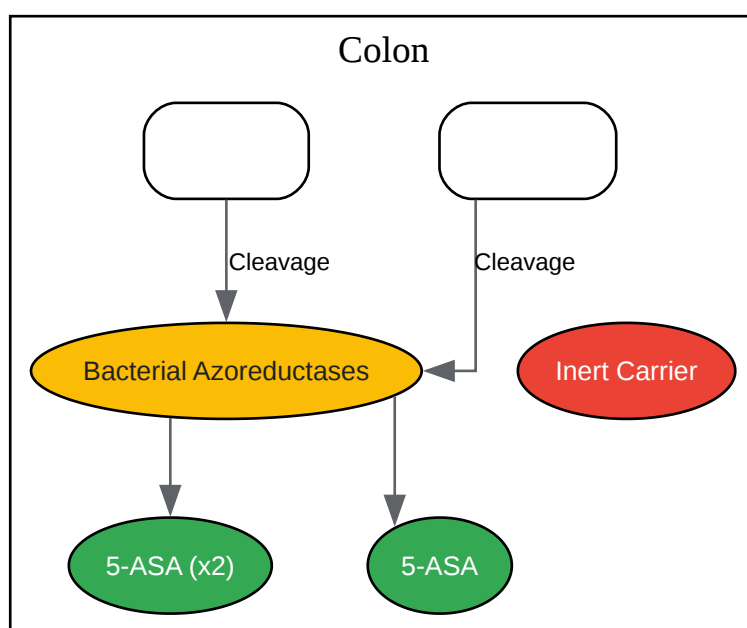 Colon
Cleavage
Cleavage
Bacterial Azoreductases
Inert Carrier
5-ASA (x2)
5-ASA